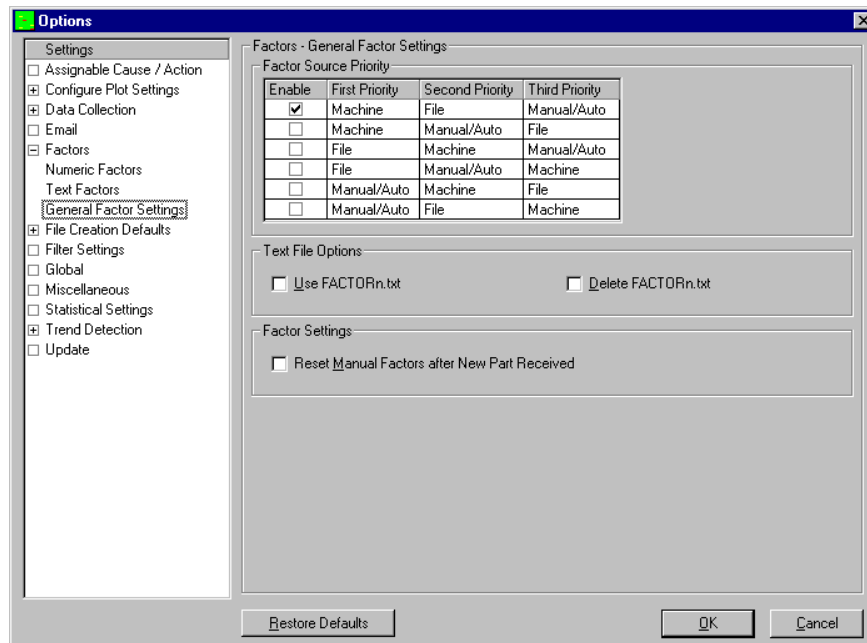 Options
Settings
Assignable Cause / Action
Configure Plot Settings
Data Collection
Email
Factors
Numeric Factors
Text Factors
General Factor Settings
File Creation Defaults
Filter Settings
Global
Miscellaneous
Statistical Settings
Trend Detection
Update
Factors - General Factor Settings
Factor Source Priority
Enable First Priority Second Priority Third Priority
Machine File Manual/Auto
Machine Manual/Auto File
File Machine Manual/Auto
File Manual/Auto Machine
Manual/Auto Machine File
Manual/Auto File Machine
Text File Options
Use FACTORn.txt Delete FACTORn.txt
Factor Settings
Reset Manual Factors after New Part Received
Restore Defaults OK Cancel